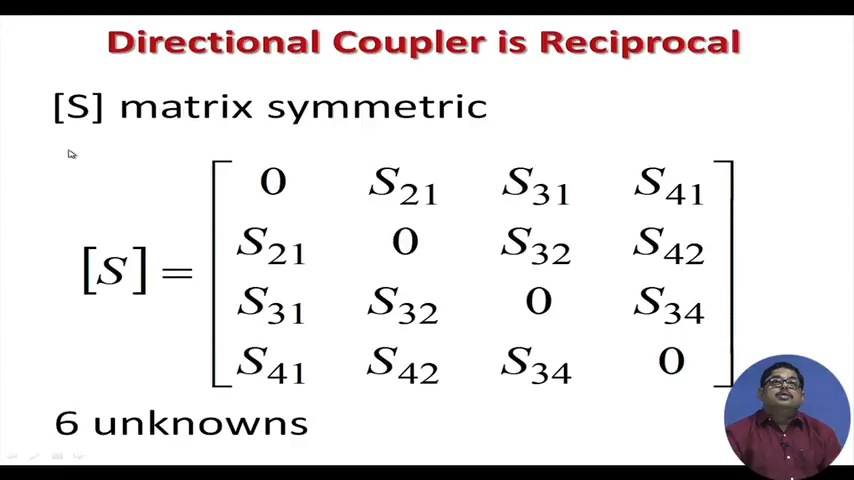 Directional Coupler is Reciprocal
[S] matrix symmetric
[S] =
0 S21 S31 S41
S21 0 S32 S42
S31 S32 0 S34
S41 S42 S34 0
6 unknowns